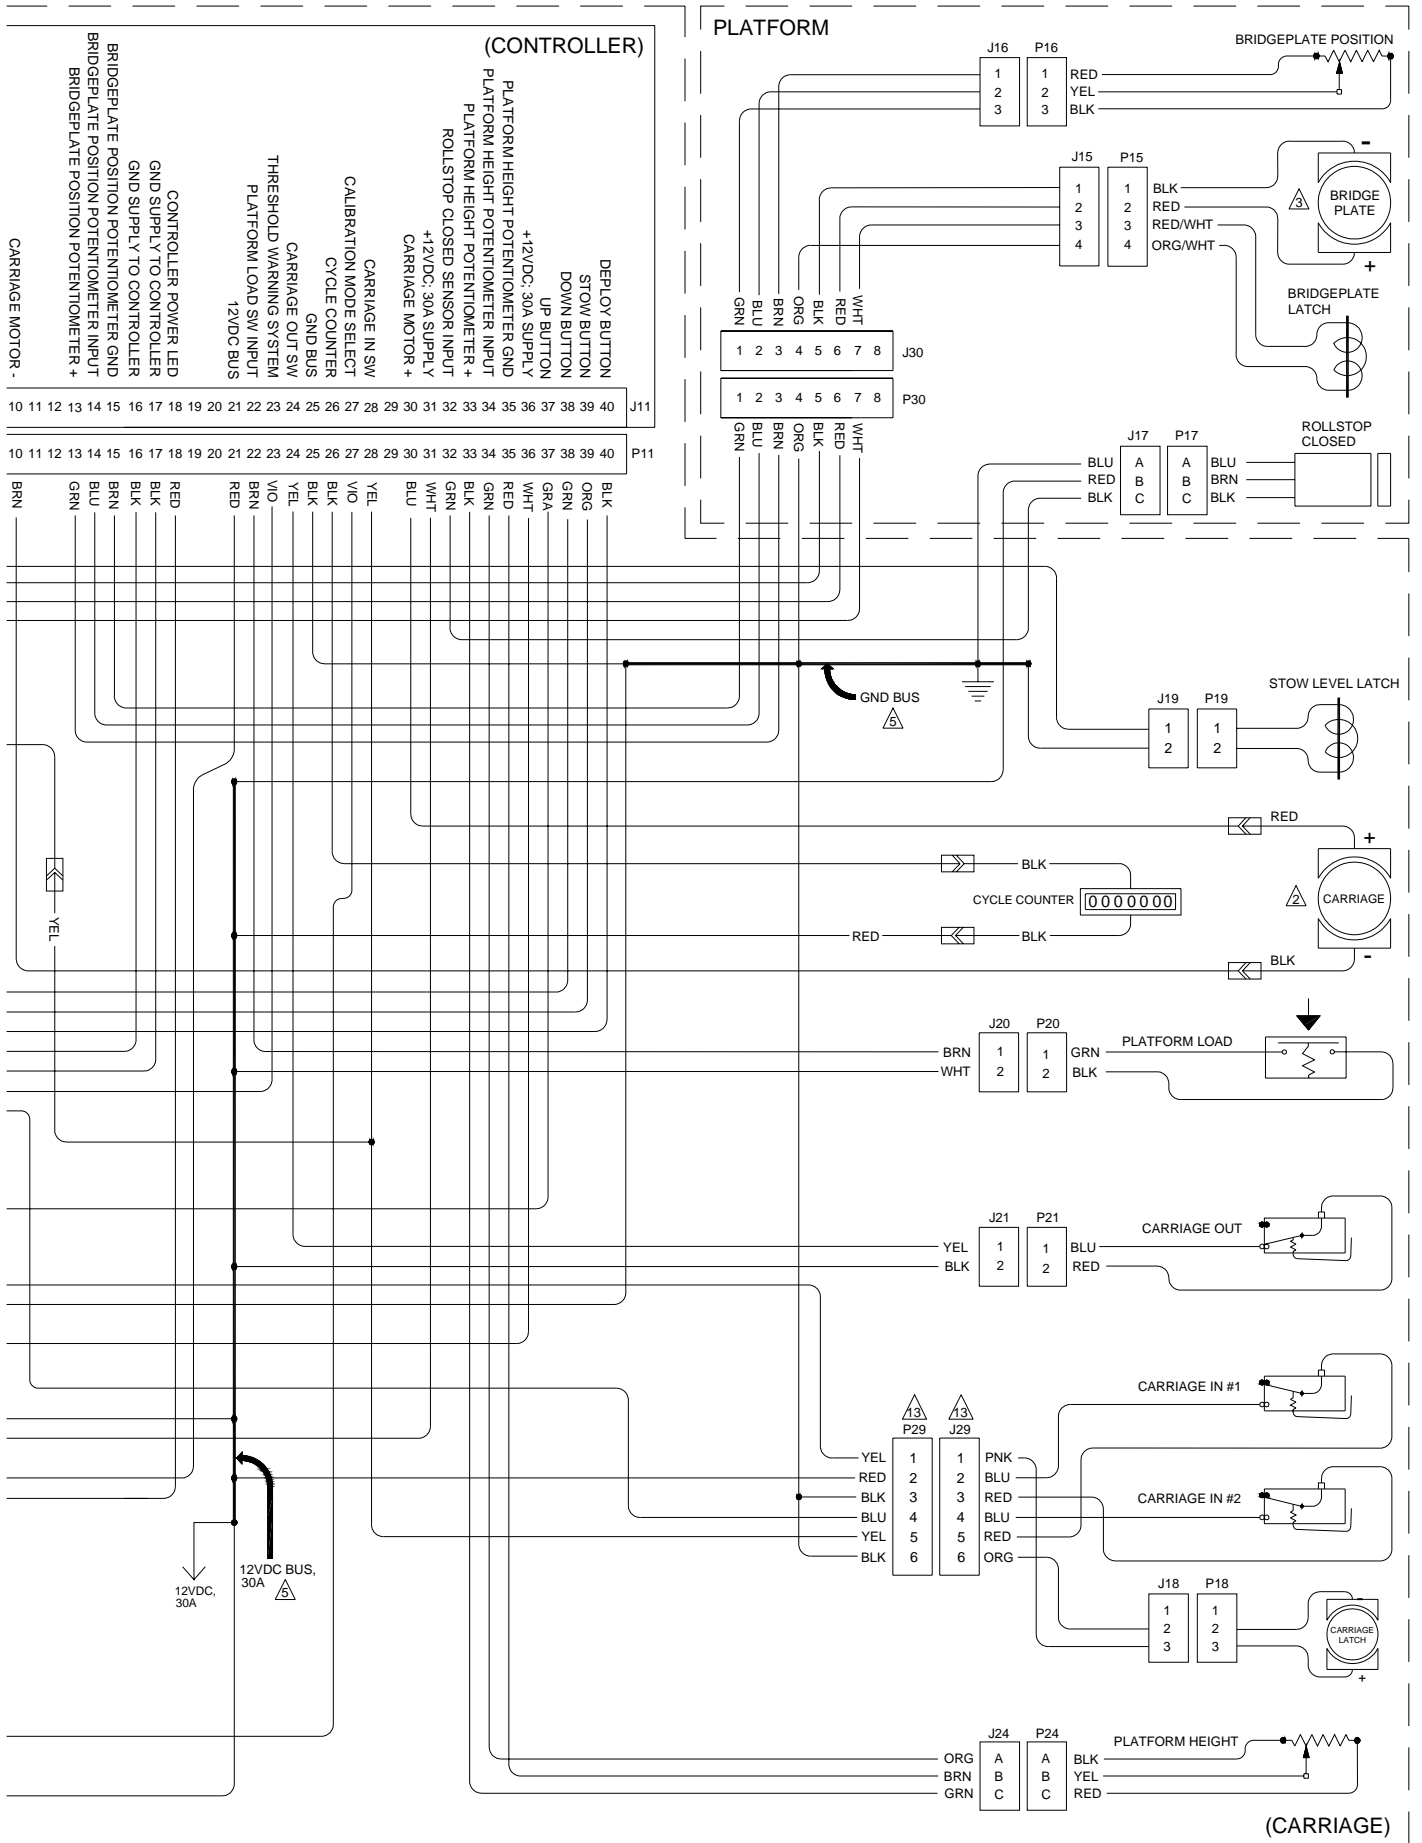 (CONTROLLER)
PLATFORM
CARRIAGE MOTOR -
BRIDGEPLATE POSITION POTENTIOMETER +
BRIDGEPLATE POSITION POTENTIOMETER INPUT
BRIDGEPLATE POSITION POTENTIOMETER GND
GND SUPPLY TO CONTROLLER
GND SUPPLY TO CONTROLLER
CONTROLLER POWER LED
12VDC BUS
PLATFORM LOAD SW INPUT
THRESHOLD WARNING SYSTEM
CARRIAGE OUT SW
GND BUS
CYCLE COUNTER
CALIBRATION MODE SELECT
CARRIAGE IN SW
CARRIAGE MOTOR +
+12VDC; 30A SUPPLY
ROLLSTOP CLOSED SENSOR INPUT
PLATFORM HEIGHT POTENTIOMETER +
PLATFORM HEIGHT POTENTIOMETER INPUT
PLATFORM HEIGHT POTENTIOMETER GND
+12VDC; 30A SUPPLY
UP BUTTON
DOWN BUTTON
STOW BUTTON
DEPLOY BUTTON
10 11 12 13 14 15 16 17 18 19 20 21 22 23 24 25 26 27 28 29 30 31 32 33 34 35 36 37 38 39 40 J11
10 11 12 13 14 15 16 17 18 19 20 21 22 23 24 25 26 27 28 29 30 31 32 33 34 35 36 37 38 39 40 P11
BRN GRN BLU BRN BLK BLK RED RED BRN VIO YEL BLK BLK VIO YEL BLU WHT GRN BLK GRN RED WHT GRA GRN ORG BLK
J16 P16 BRIDGEPLATE POSITION
1 1 RED
2 2 YEL
3 3 BLK
J15 P15
1 1 BLK
2 2 RED
3 3 RED/WHT
4 4 ORG/WHT
-
3
BRIDGE
PLATE
+
BRIDGEPLATE
LATCH
GRN BLU BRN ORG BLK RED WHT
1 2 3 4 5 6 7 8 J30
1 2 3 4 5 6 7 8 P30
GRN BLU BRN ORG BLK RED WHT
J17 P17 ROLLSTOP
CLOSED
BLU A A BLU
RED B B BRN
BLK C C BLK
GND BUS
5
J19 P19 STOW LEVEL LATCH
1 1
2 2
RED
+
BLK
CYCLE COUNTER 0000000
2
CARRIAGE
YEL
RED BLK
BLK
-
J20 P20 PLATFORM LOAD
BRN 1 1 GRN
WHT 2 2 BLK
J21 P21 CARRIAGE OUT
YEL 1 1 BLU
BLK 2 2 RED
CARRIAGE IN #1
13 13
P29 J29
YEL 1 1 PNK
RED 2 2 BLU
BLK 3 3 RED
BLU 4 4 BLU
YEL 5 5 RED
BLK 6 6 ORG
CARRIAGE IN #2
12VDC,
30A
12VDC BUS,
30A
5
J18 P18
1 1
2 2
3 3
-
CARRIAGE
LATCH
+
J24 P24 PLATFORM HEIGHT
ORG A A BLK
BRN B B YEL
GRN C C RED
(CARRIAGE)